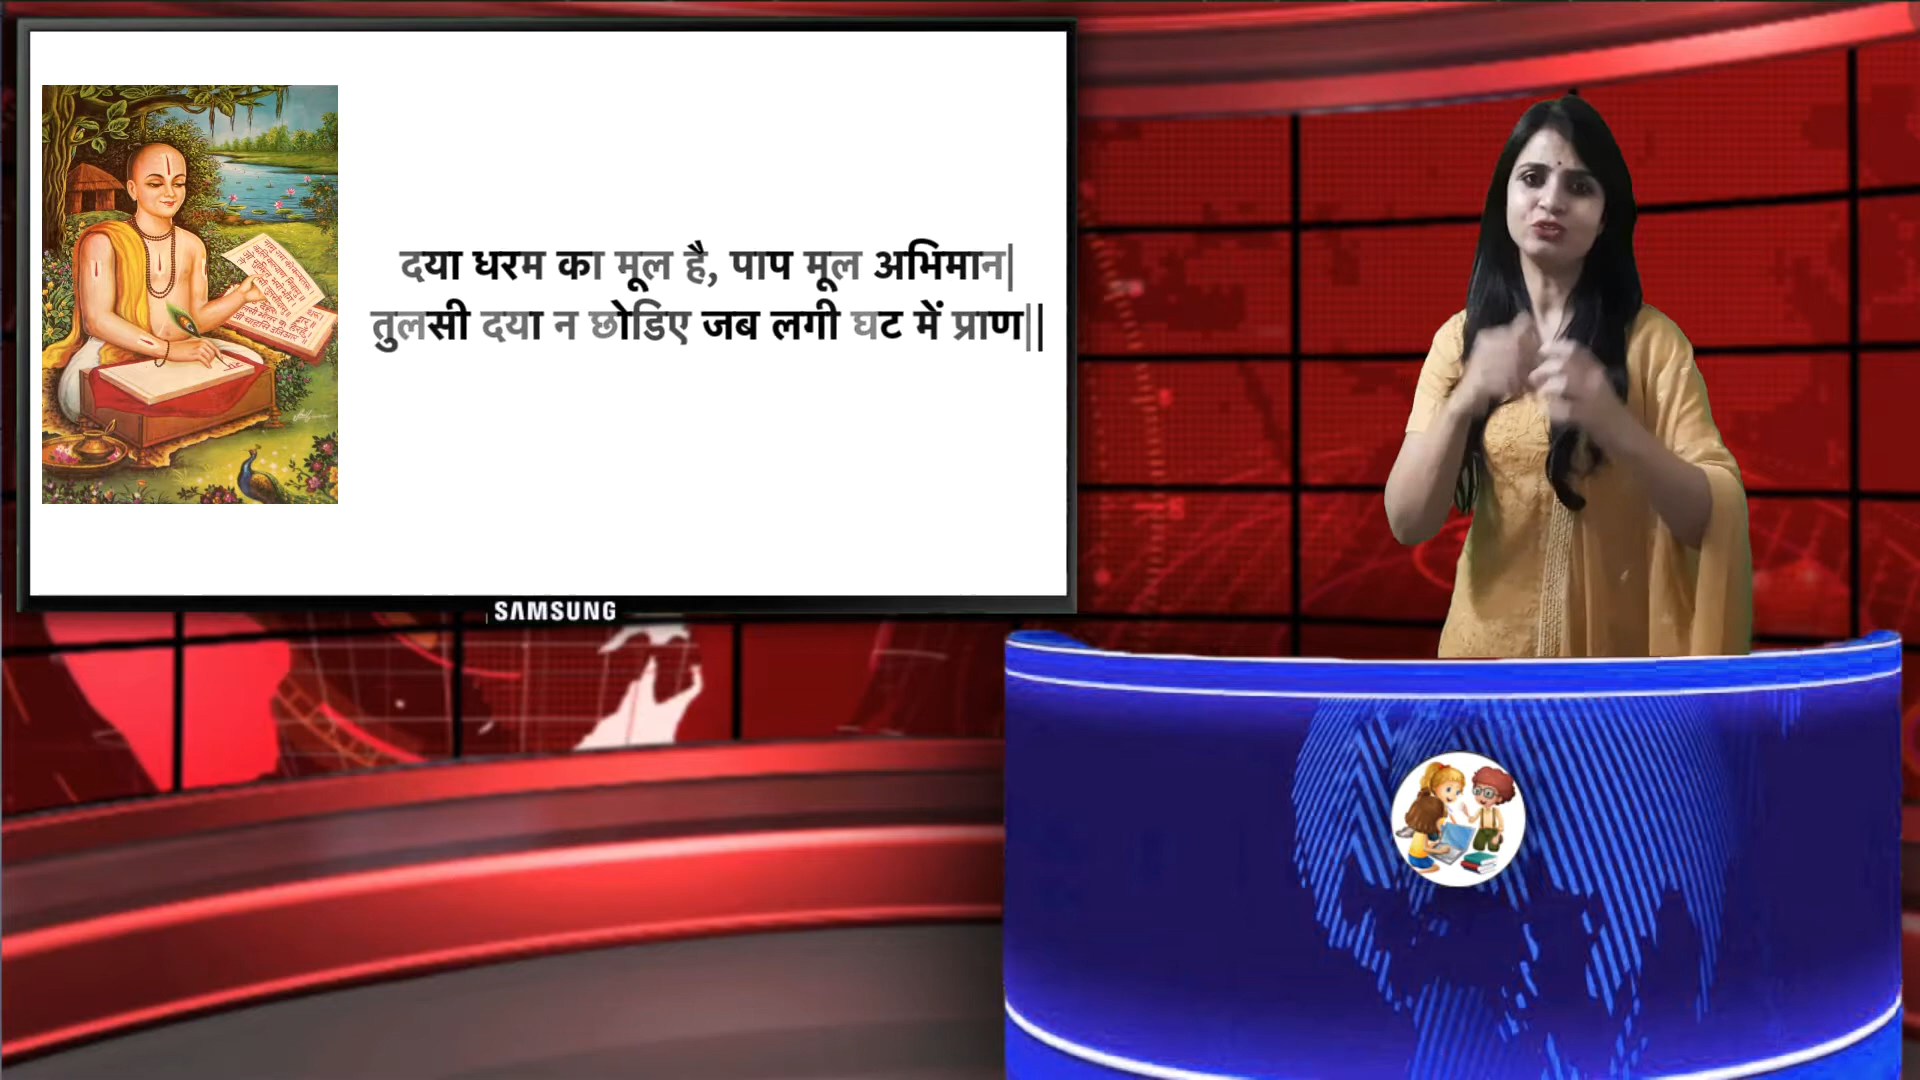 दया धरम का मूल है, पाप मूल अभिमान|
तुलसी दया न छोडिए जब लगी घट में प्राण||
SAMSUNG